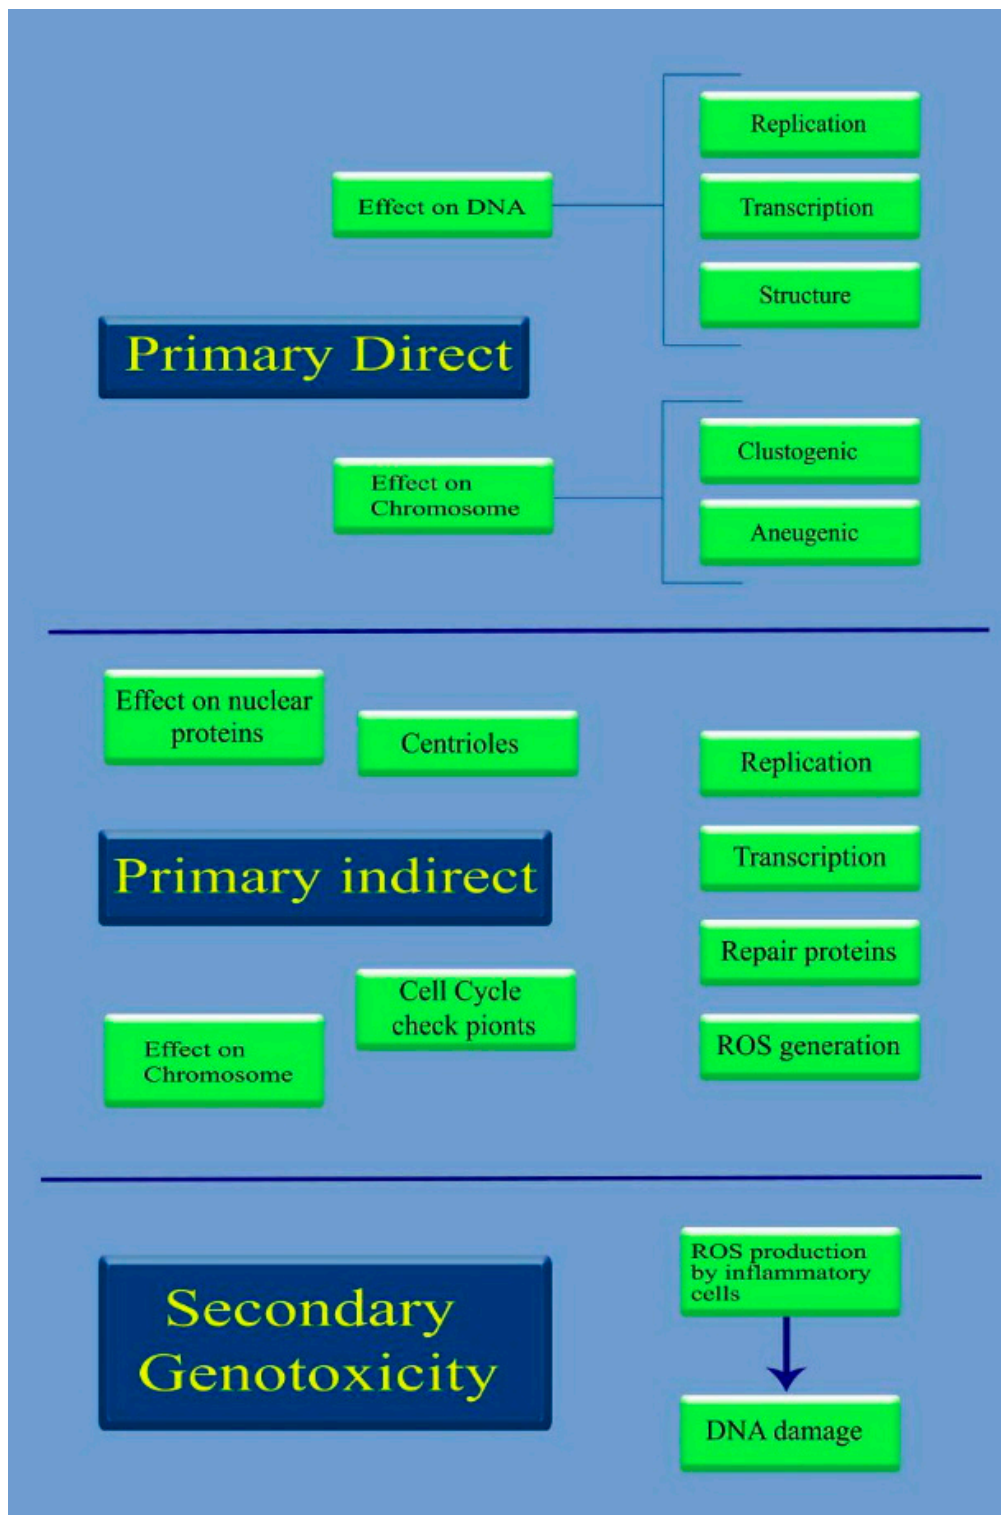 Replication
Effect on DNA
Transcription
Structure
Primary Direct
Clustogenic
Effect on
Chromosome
Aneugenic
Effect on nuclear
proteins
Centrioles
Replication
Primary indirect
Transcription
Repair proteins
Cell Cycle
check pionts
ROS generation
Effect on
Chromosome
ROS production
by inflammatory
cells
Secondary
Genotoxicity
DNA damage